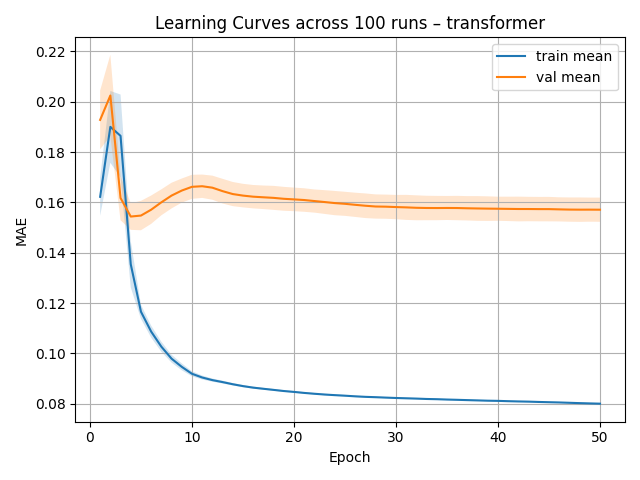 Learning Curves across 100 runs – transformer
train mean
val mean
0.22
0.20
0.18
0.16
0.14
0.12
0.10
0.08
MAE
0
10
20
30
40
50
Epoch